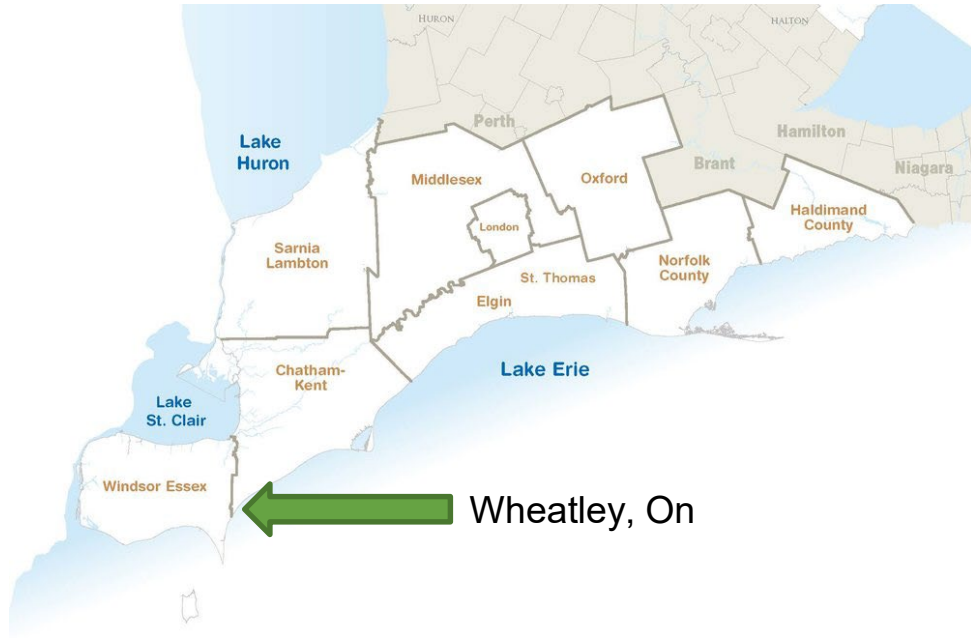 HURON
HALTON
Perth
Hamilton
Lake
Huron
Brant
Niagara
Middlesex
Oxford
Haldimand
County
London
Sarnia
Lambton
Norfolk
County
St. Thomas
Elgin
Chatham-
Kent
Lake Erie
Lake
St. Clair
Windsor Essex
Wheatley, On